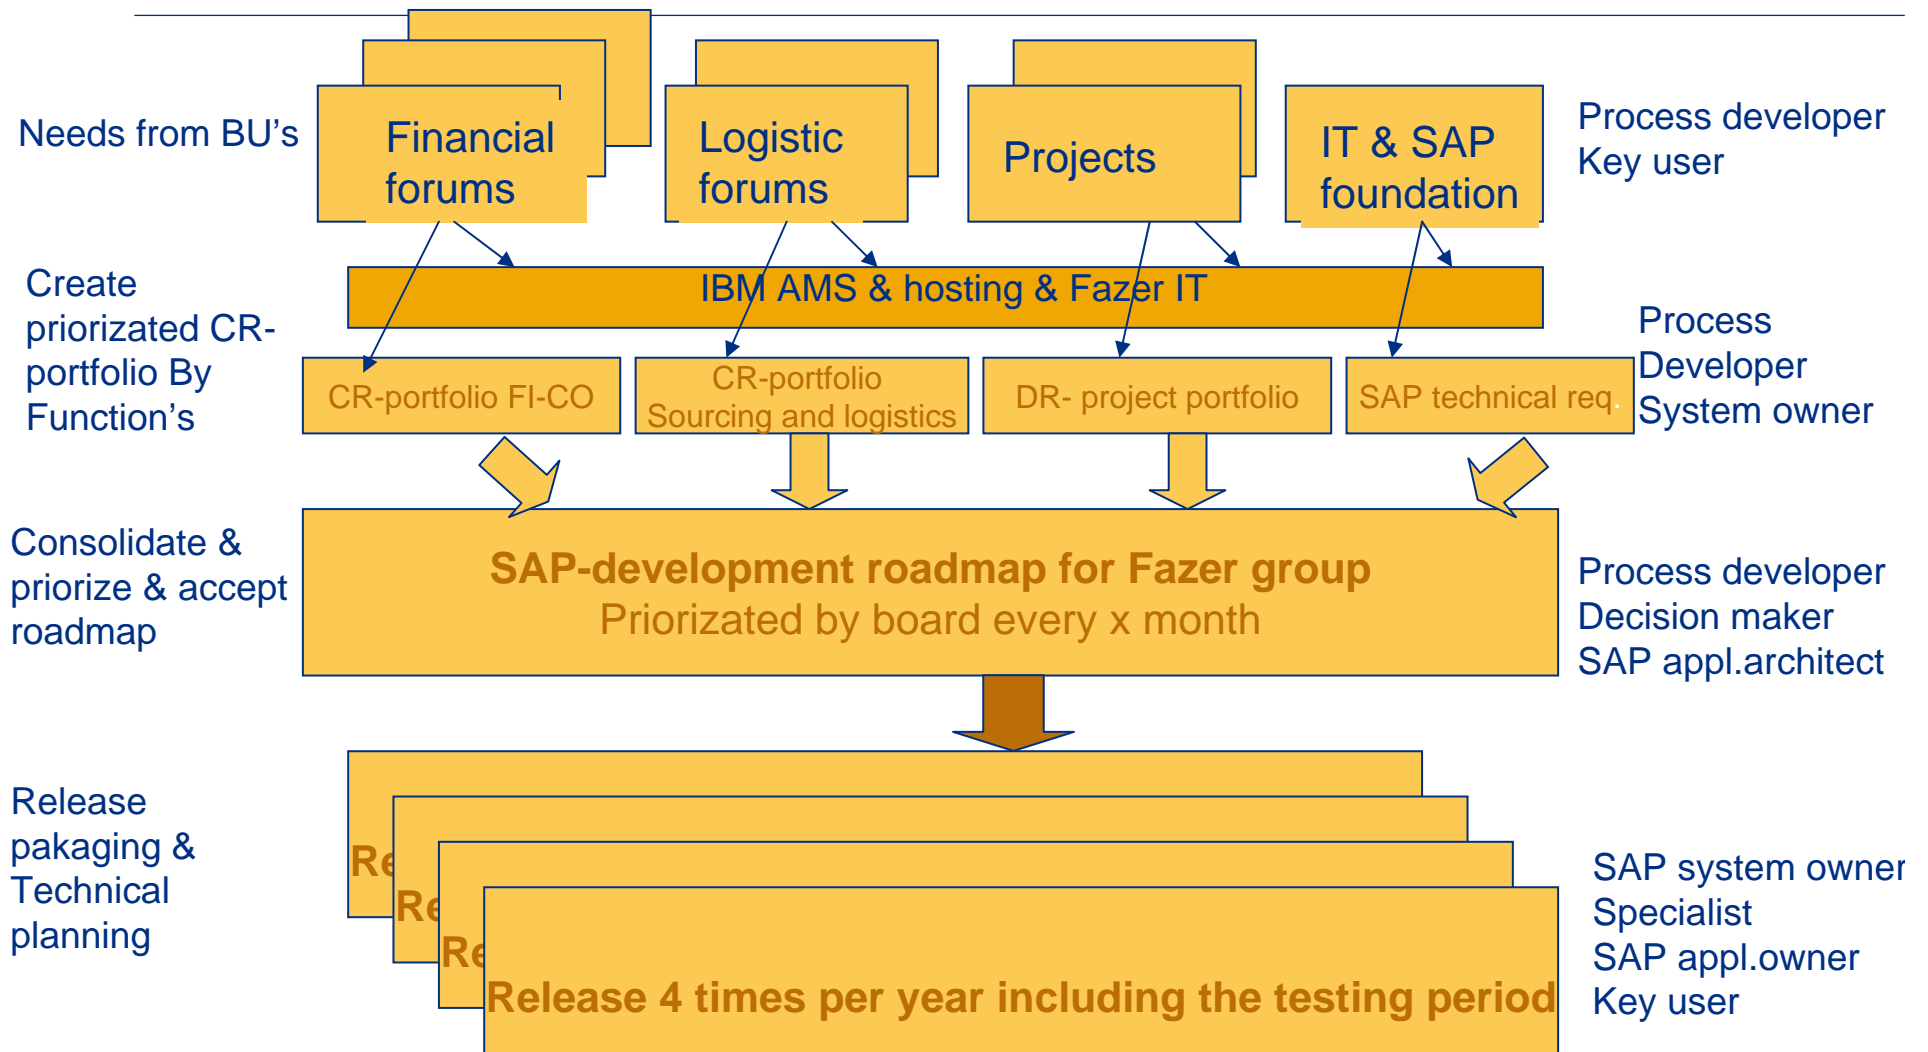 Needs from BU's
Financial
forums
Logistic
forums
Projects
IT & SAP
foundation
Process developer
Key user
Create
priorizated CR-
portfolio By
Function's
IBM AMS & hosting & Fazer IT
CR-portfolio FI-CO
CR-portfolio
Sourcing and logistics
DR- project portfolio
SAP technical req.
Process
Developer
System owner
Consolidate &
priorize & accept
roadmap
SAP-development roadmap for Fazer group
Priorizated by board every x month
Process developer
Decision maker
SAP appl.architect
Release
pakaging &
Technical
planning
Re
Re
Re
Release 4 times per year including the testing period
SAP system owner
Specialist
SAP appl.owner
Key user